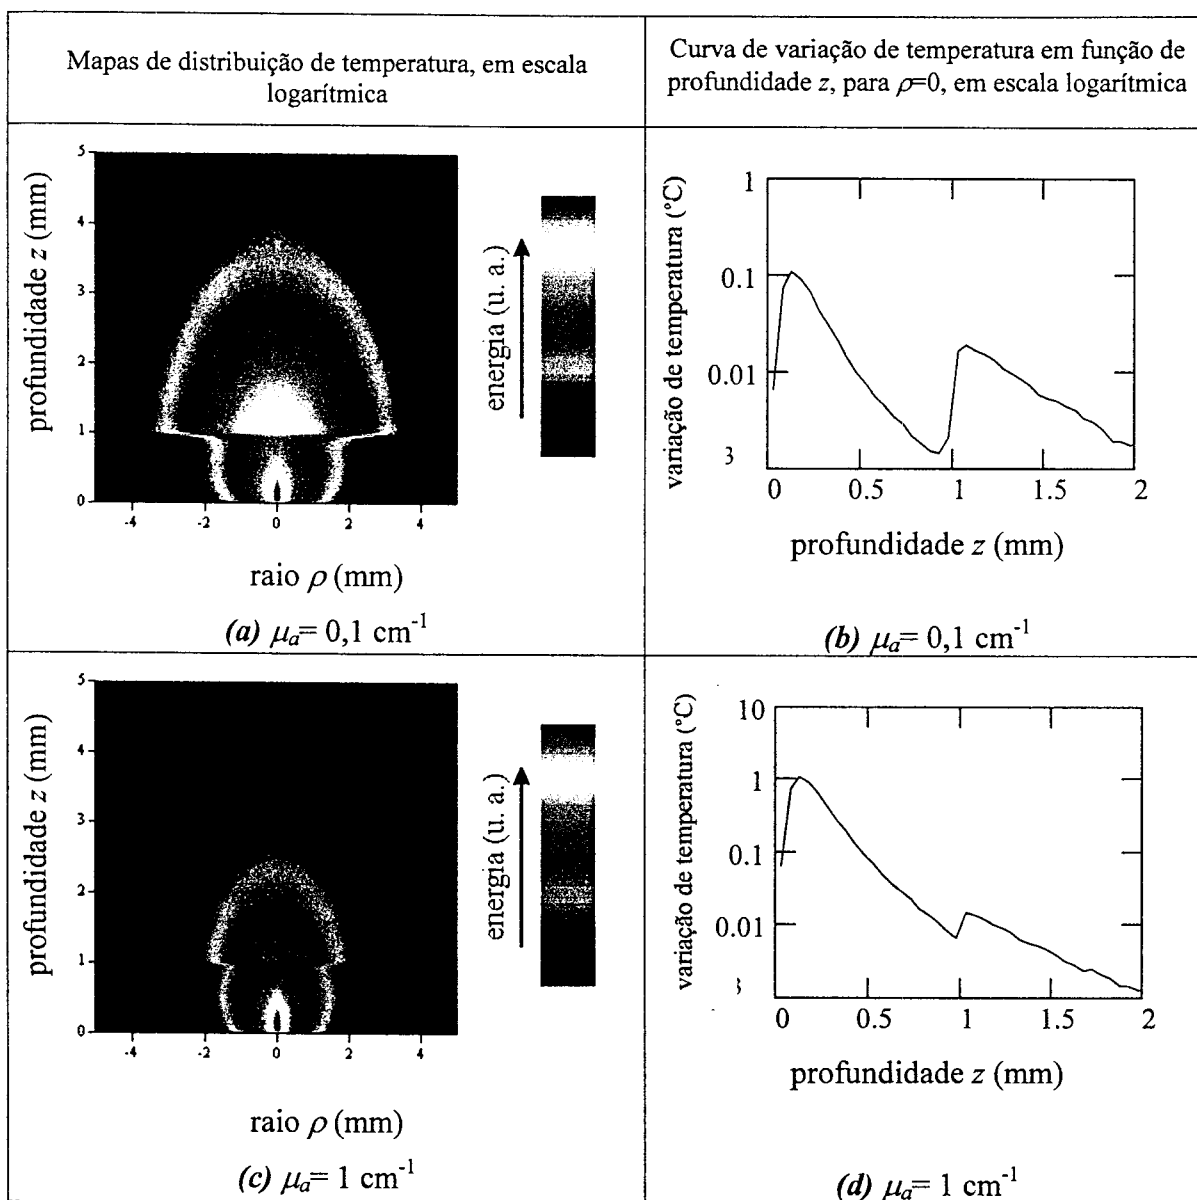 Mapas de distribuição de temperatura, em escala
logarítmica
Curva de variação de temperatura em função de
profundidade z, para ρ=0, em escala logarítmica
profundidade z (mm)
5
4
3
2
1
0
-4 -2 0 2 4
raio ρ (mm)
energia (u. a.)
(a) μa= 0,1 cm-1
variação de temperatura (°C)
1
0.1
0.01
3
0 0.5 1 1.5 2
profundidade z (mm)
(b) μa= 0,1 cm-1
profundidade z (mm)
5
4
3
2
1
0
-4 -2 0 2 4
raio ρ (mm)
energia (u. a.)
(c) μa= 1 cm-1
variação de temperatura (°C)
10
1
0.1
0.01
0 0.5 1 1.5 2
profundidade z (mm)
(d) μa= 1 cm-1